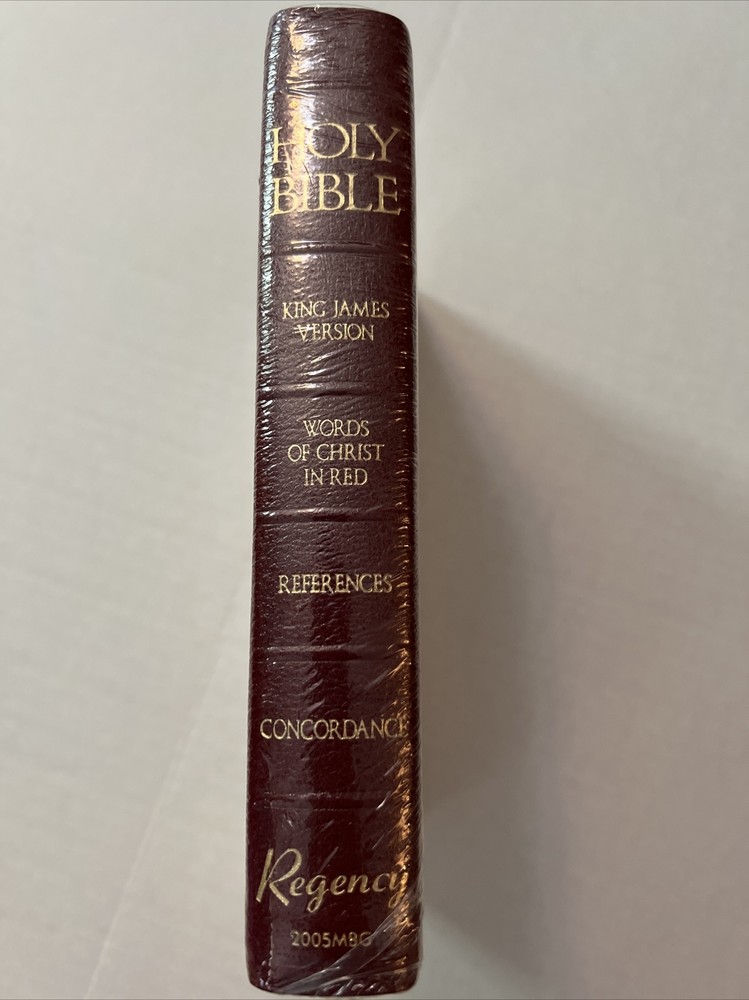 HOLY
BIBLE
KING JAMES
VERSION
WORDS
OF CHRIST
IN RED
REFERENCES
CONCORDANCE
Regency
2005MBG